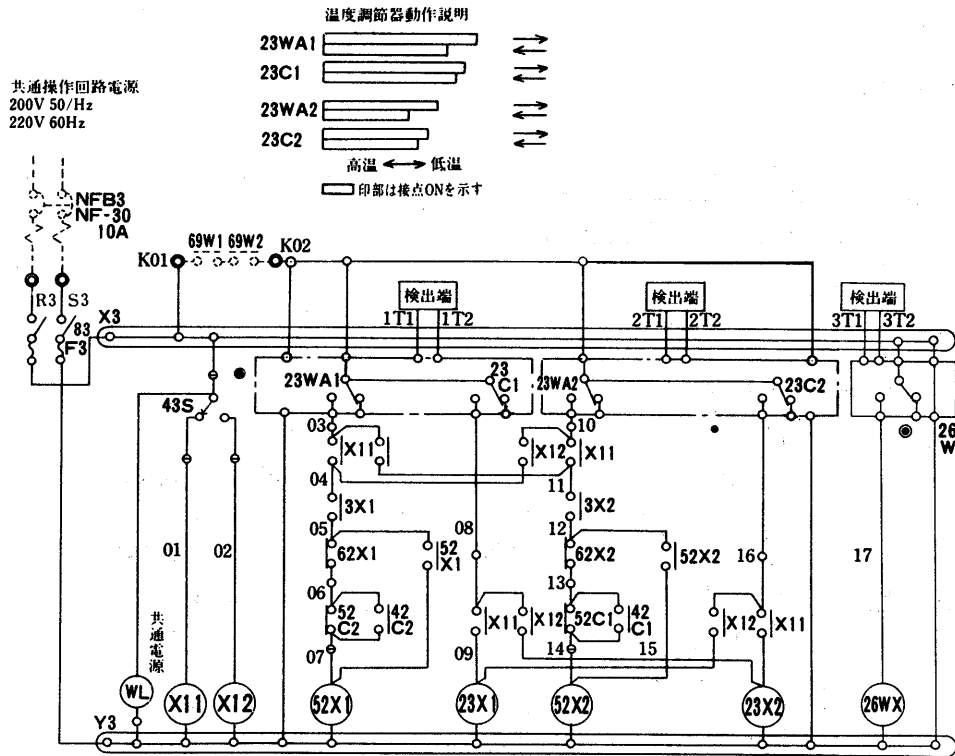 温度調節器動作説明
23WA1
23C1
23WA2
23C2
高温 ⟷ 低温
印部は接点ONを示す
共通操作回路電源
200V 50/Hz
220V 60Hz
NFB3
NF-30
10A
69W1 69W2
K01
K02
R3 S3
X3
83
F3
検出端
1T1 1T2
検出端
2T1 2T2
検出端
3T1 3T2
23WA1
23
C1
23WA2
23C2
26
W
43S
03
10
X11
X12
X11
04
11
3X1
3X2
05
08
12
01
02
62X1
52
X1
62X2
52X2
16
17
06
13
52
C2
42
C2
X11
X12
52C1
42
C1
X12
X11
07
09
14
15
共通電源
WL
X11
X12
52X1
23X1
52X2
23X2
26WX
Y3